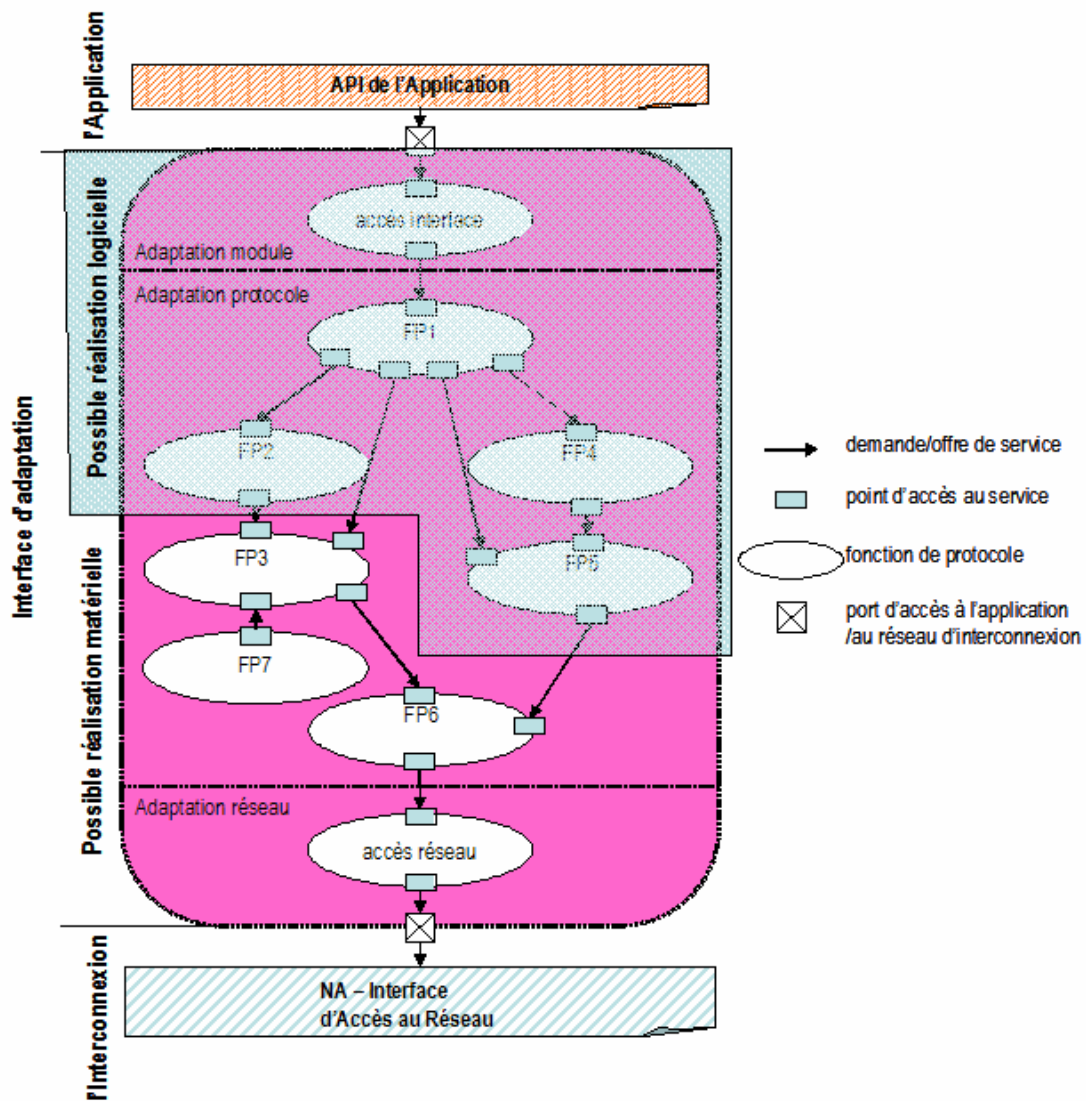 l'Application
API de l'Application
Interface d'adaptation
Possible réalisation logicielle
accès interface
Adaptation module
Adaptation protocole
FP1
FP2
FP4
FP3
FP5
FP7
FP6
Possible réalisation matérielle
Adaptation réseau
accès réseau
demande/offre de service
point d'accès au service
fonction de protocole
port d'accès à l'application
/au réseau d'interconnexion
l'Interconnexion
NA – Interface
d'Accès au Réseau